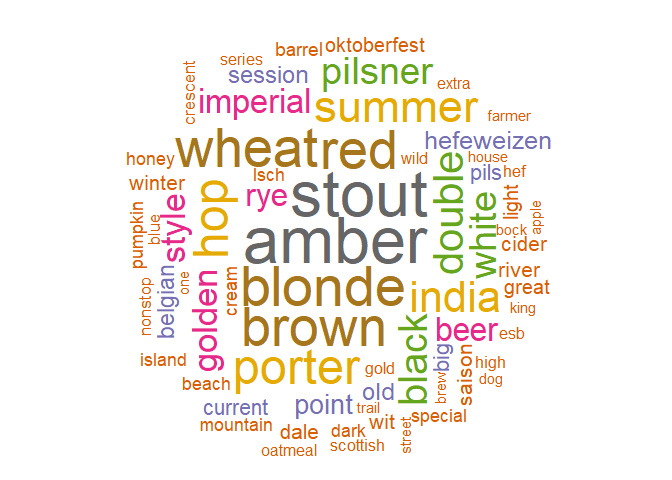 oktoberfest
barrel
series
session
pilsner
extra
crescent
imperial
summer
farmer
wheat
red
hefeweizen
honey
wild
house
lsch
pils
hef
winter
rye
stout
double
white
light
apple
style
hop
pumpkin
blue
amber
bock
cider
belgian
one
cream
river
nonstop
golden
blonde
india
great
king
brown
black
beer
esb
island
porter
gold
big
saison
high
dog
beach
old
brew
current
point
trail
wit
street
special
mountain
dale
dark
scottish
oatmeal